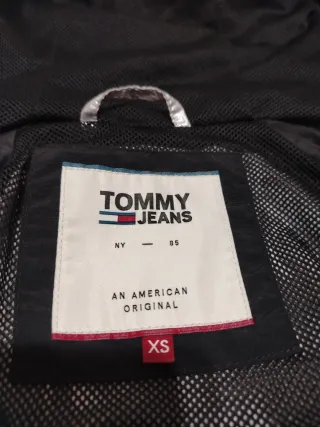 TOMMY
JEANS
NY — 85
AN AMERICAN
ORIGINAL
XS